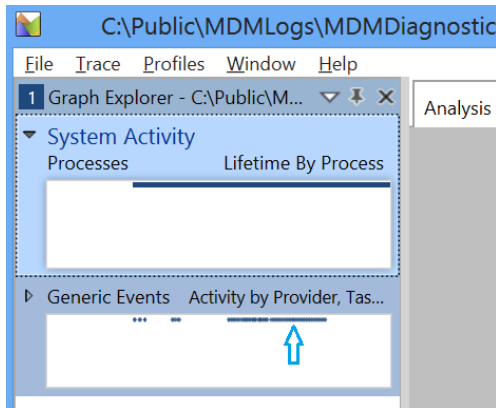 C:\Public\MDMLogs\MDMDiagnostic
File Trace Profiles Window Help
1 Graph Explorer - C:\Public\M...
Analysis
System Activity
Processes Lifetime By Process
Generic Events Activity by Provider, Tas...